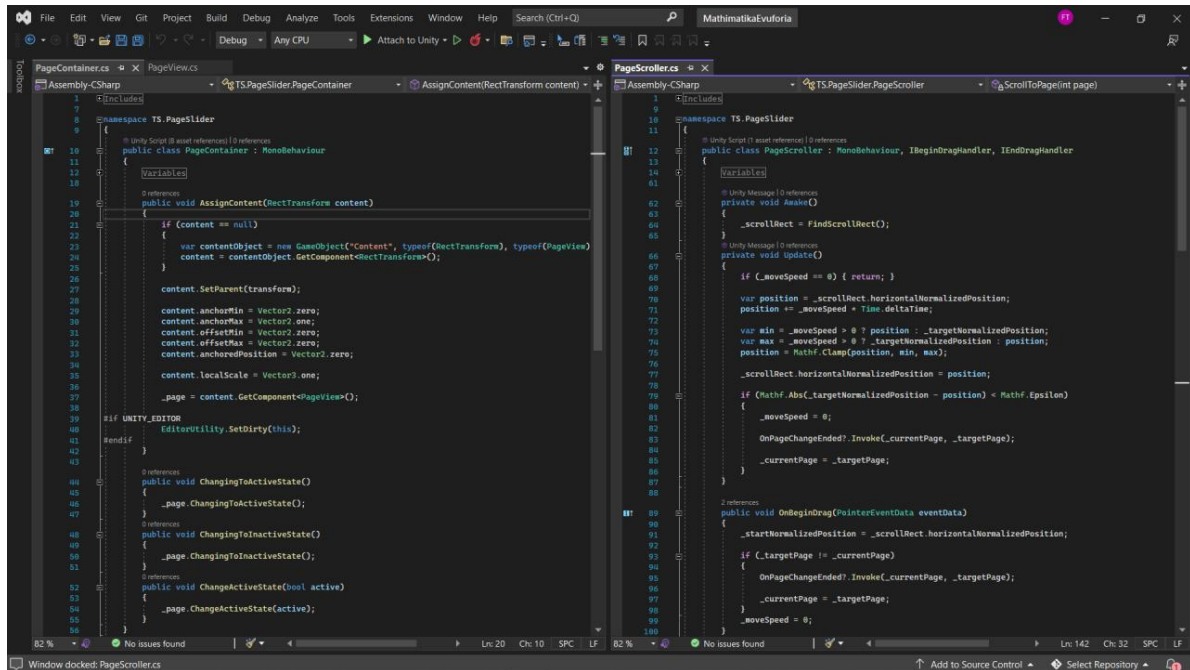 File Edit View Git Project Build Debug Analyze Tools Extensions Window Help Search (Ctrl+Q) MathimatikaEvuforia FT
Debug Any CPU Attach to Unity
Toolbox
PageContainer.cs PageView.cs
Assembly-CSharp TS.PageSlider.PageContainer AssignContent(RectTransform content)
1 Includes
7
8 namespace TS.PageSlider
9 {
Unity Script (8 asset references) | 0 references
10 public class PageContainer : MonoBehaviour
11 {
12 Variables
18
0 references
19 public void AssignContent(RectTransform content)
20 {
21 if (content == null)
22 {
23 var contentObject = new GameObject("Content", typeof(RectTransform), typeof(PageView)
24 content = contentObject.GetComponent<RectTransform>();
25 }
26
27 content.SetParent(transform);
28
29 content.anchorMin = Vector2.zero;
30 content.anchorMax = Vector2.one;
31 content.offsetMin = Vector2.zero;
32 content.offsetMax = Vector2.zero;
33 content.anchoredPosition = Vector2.zero;
34
35 content.localScale = Vector3.one;
36
37 _page = content.GetComponent<PageView>();
38
39 #if UNITY_EDITOR
40 EditorUtility.SetDirty(this);
41 #endif
42 }
43
0 references
44 public void ChangingToActiveState()
45 {
46 _page.ChangingToActiveState();
47 }
0 references
48 public void ChangingToInactiveState()
49 {
50 _page.ChangingToInactiveState();
51 }
0 references
52 public void ChangeActiveState(bool active)
53 {
54 _page.ChangeActiveState(active);
55 }
56 }
82 % No issues found Ln: 20 Ch: 10 SPC LF
PageScroller.cs
Assembly-CSharp TS.PageSlider.PageScroller ScrollToPage(int page)
1 Includes
9
10 namespace TS.PageSlider
11 {
Unity Script (1 asset reference) | 0 references
12 public class PageScroller : MonoBehaviour, IBeginDragHandler, IEndDragHandler
13 {
14 Variables
61
Unity Message | 0 references
62 private void Awake()
63 {
64 _scrollRect = FindScrollRect();
65 }
Unity Message | 0 references
66 private void Update()
67 {
68 if (_moveSpeed == 0) { return; }
69
70 var position = _scrollRect.horizontalNormalizedPosition;
71 position += _moveSpeed * Time.deltaTime;
72
73 var min = _moveSpeed > 0 ? position : _targetNormalizedPosition;
74 var max = _moveSpeed > 0 ? _targetNormalizedPosition : position;
75 position = Mathf.Clamp(position, min, max);
76
77 _scrollRect.horizontalNormalizedPosition = position;
78
79 if (Mathf.Abs(_targetNormalizedPosition - position) < Mathf.Epsilon)
80 {
81 _moveSpeed = 0;
82
83 OnPageChangeEnded?.Invoke(_currentPage, _targetPage);
84
85 _currentPage = _targetPage;
86 }
87 }
88
2 references
89 public void OnBeginDrag(PointerEventData eventData)
90 {
91 _startNormalizedPosition = _scrollRect.horizontalNormalizedPosition;
92
93 if (_targetPage != _currentPage)
94 {
95 OnPageChangeEnded?.Invoke(_currentPage, _targetPage);
96
97 _currentPage = _targetPage;
98 }
99 _moveSpeed = 0;
100 }
82 % No issues found Ln: 142 Ch: 32 SPC LF
Window docked: PageScroller.cs Add to Source Control Select Repository